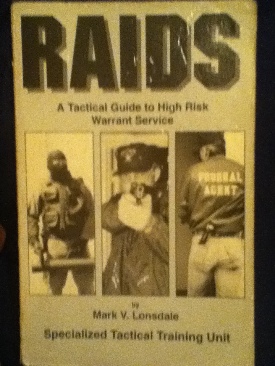 RAIDS
A Tactical Guide to High Risk
Warrant Service
FEDERAL
AGENT
by
Mark V. Lonsdale
Specialized Tactical Training Unit